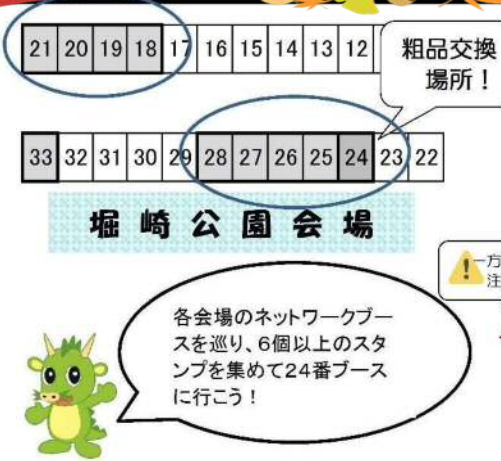 21 20 19 18 17 16 15 14 13 12
粗品交換
場所！
33 32 31 30 29 28 27 26 25 24 23 22
堀崎公園会場
一方
注
各会場のネットワークブー
スを巡り、6個以上のスタ
ンプを集めて24番ブース
に行こう！